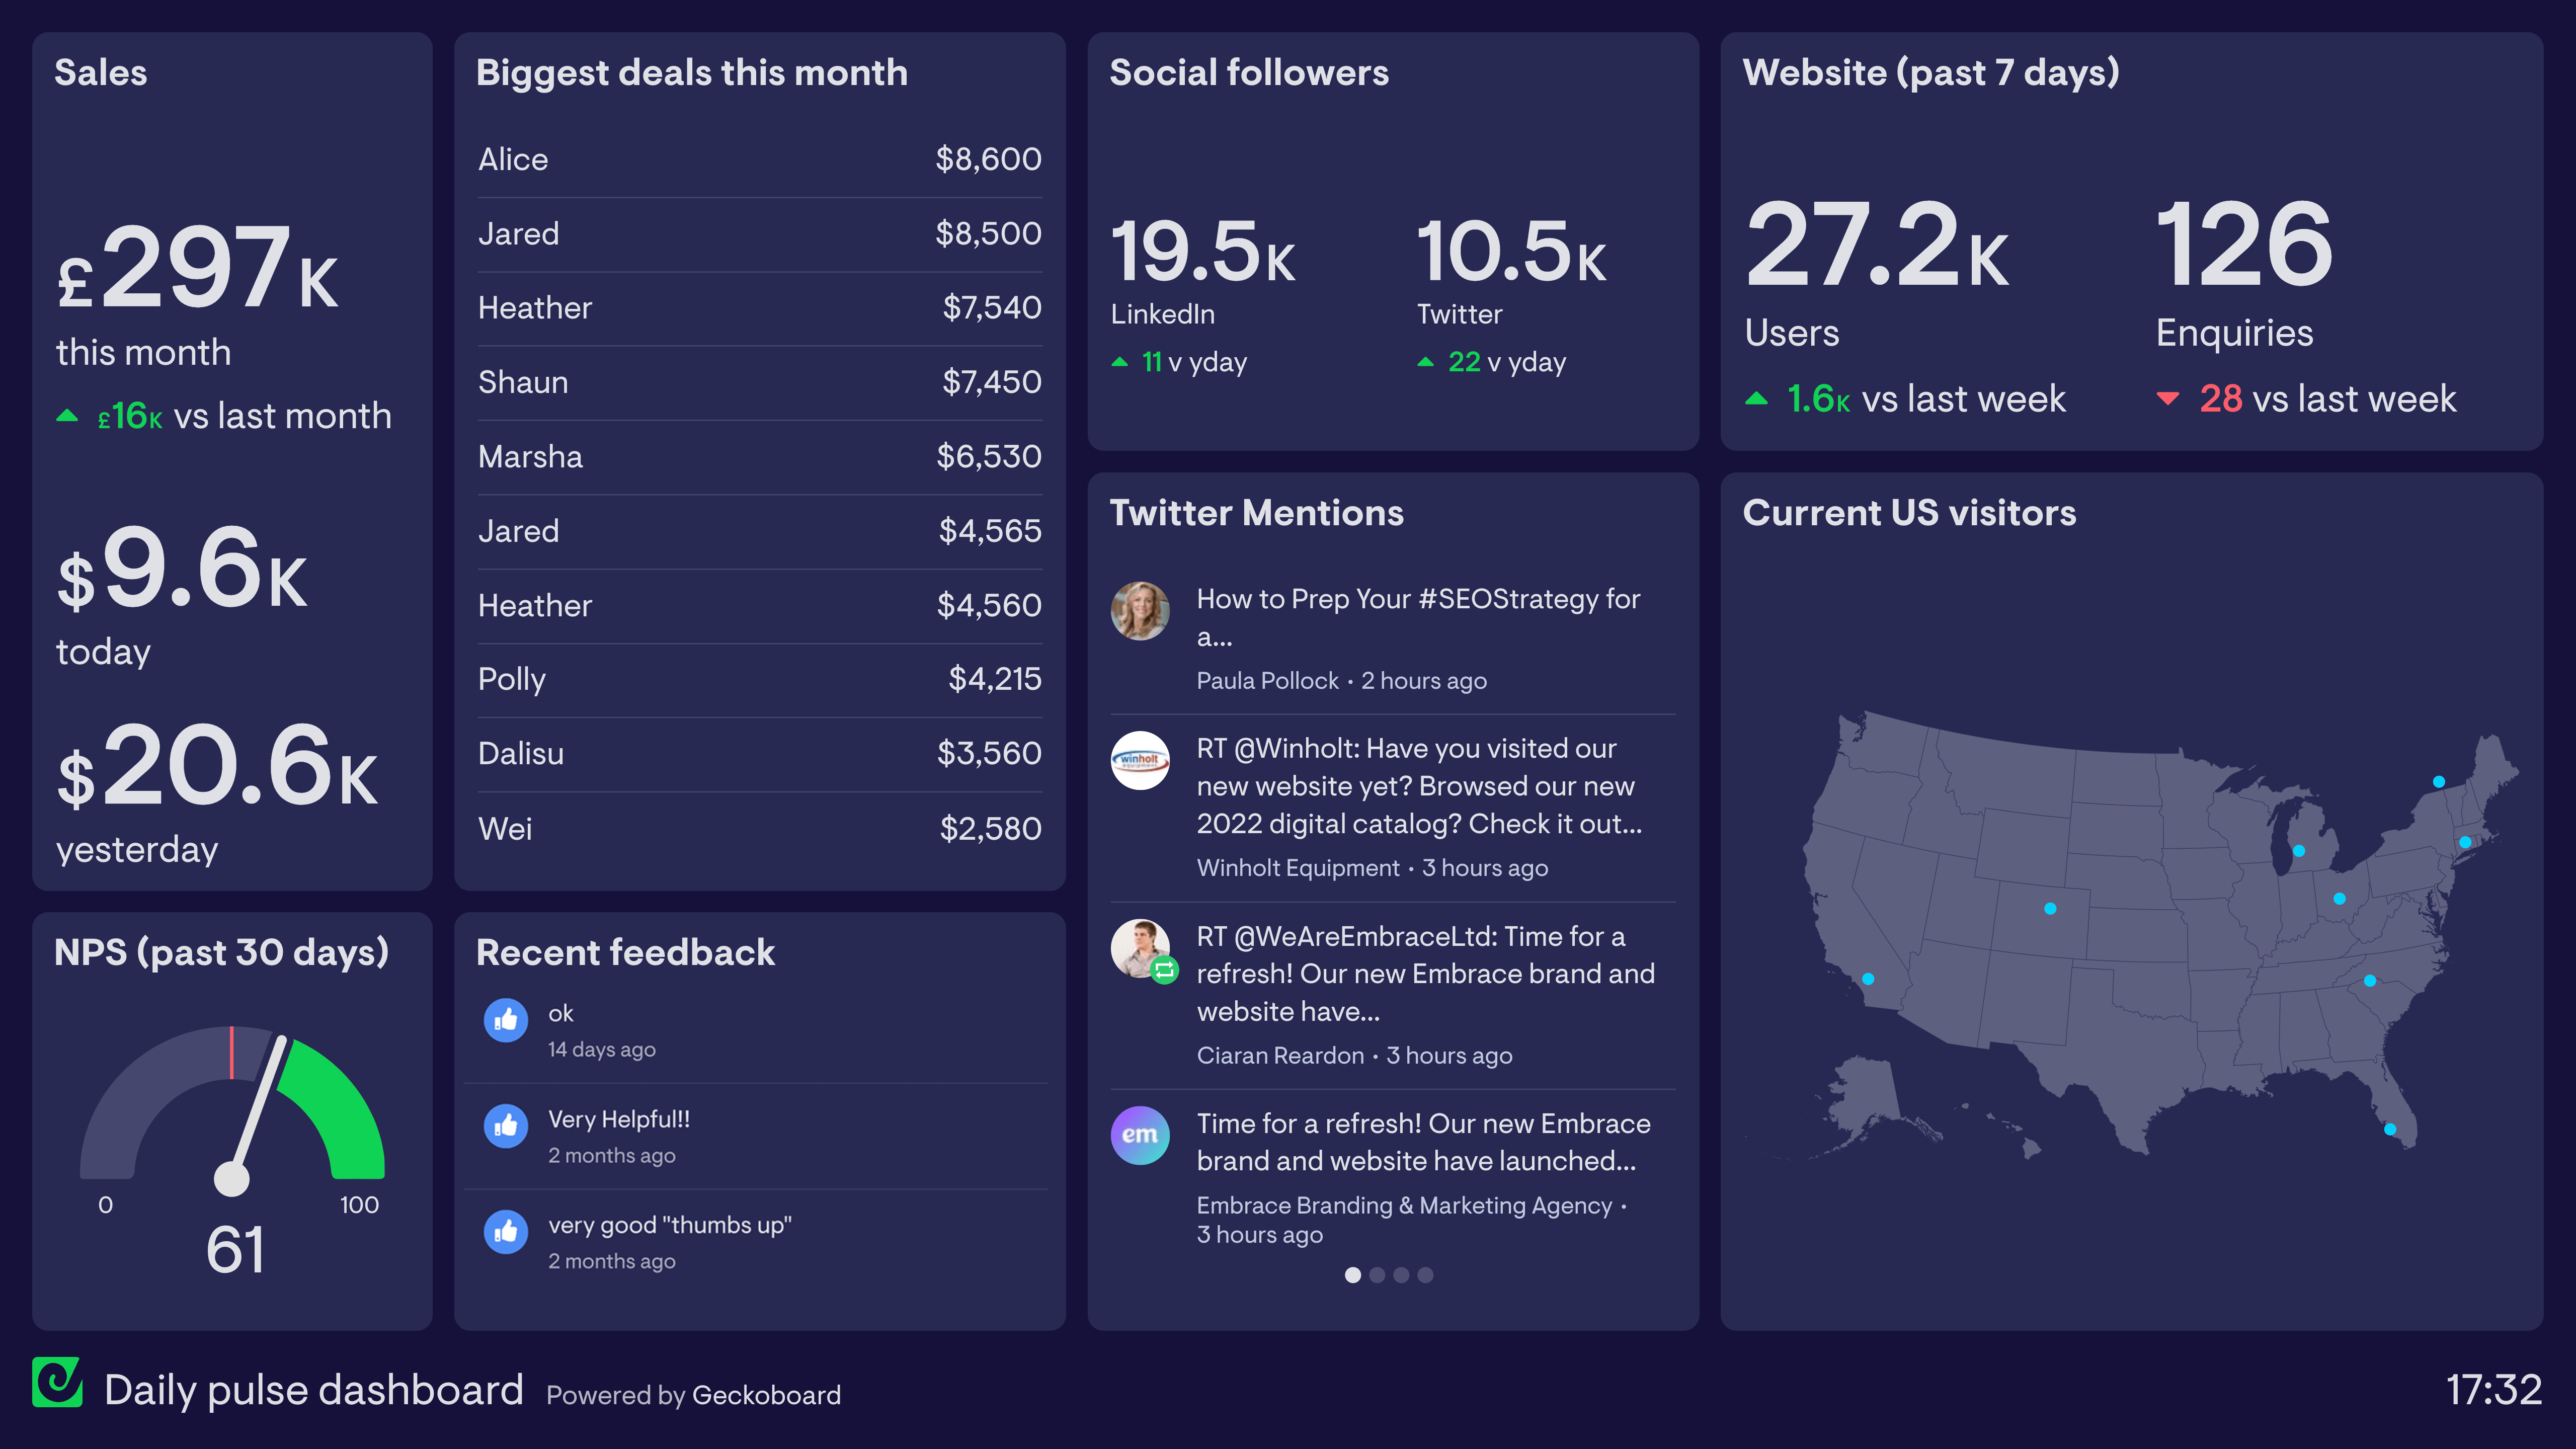 Sales
£297K
this month
£16K vs last month
$9.6K
today
$20.6K
yesterday
Biggest deals this month
Alice $8,600
Jared $8,500
Heather $7,540
Shaun $7,450
Marsha $6,530
Jared $4,565
Heather $4,560
Polly $4,215
Dalisu $3,560
Wei $2,580
Social followers
19.5K 10.5K
LinkedIn Twitter
11 v yday 22 v yday
Website (past 7 days)
27.2K 126
Users Enquiries
1.6K vs last week 28 vs last week
NPS (past 30 days)
0 100
61
Recent feedback
ok
14 days ago
Very Helpful!!
2 months ago
very good "thumbs up"
2 months ago
Twitter Mentions
How to Prep Your #SEOStrategy for
a...
Paula Pollock • 2 hours ago
winholt
RT @Winholt: Have you visited our
new website yet? Browsed our new
2022 digital catalog? Check it out...
Winholt Equipment • 3 hours ago
RT @WeAreEmbraceLtd: Time for a
refresh! Our new Embrace brand and
website have...
Ciaran Reardon • 3 hours ago
em
Time for a refresh! Our new Embrace
brand and website have launched...
Embrace Branding & Marketing Agency •
3 hours ago
Current US visitors
Daily pulse dashboard Powered by Geckoboard
17:32